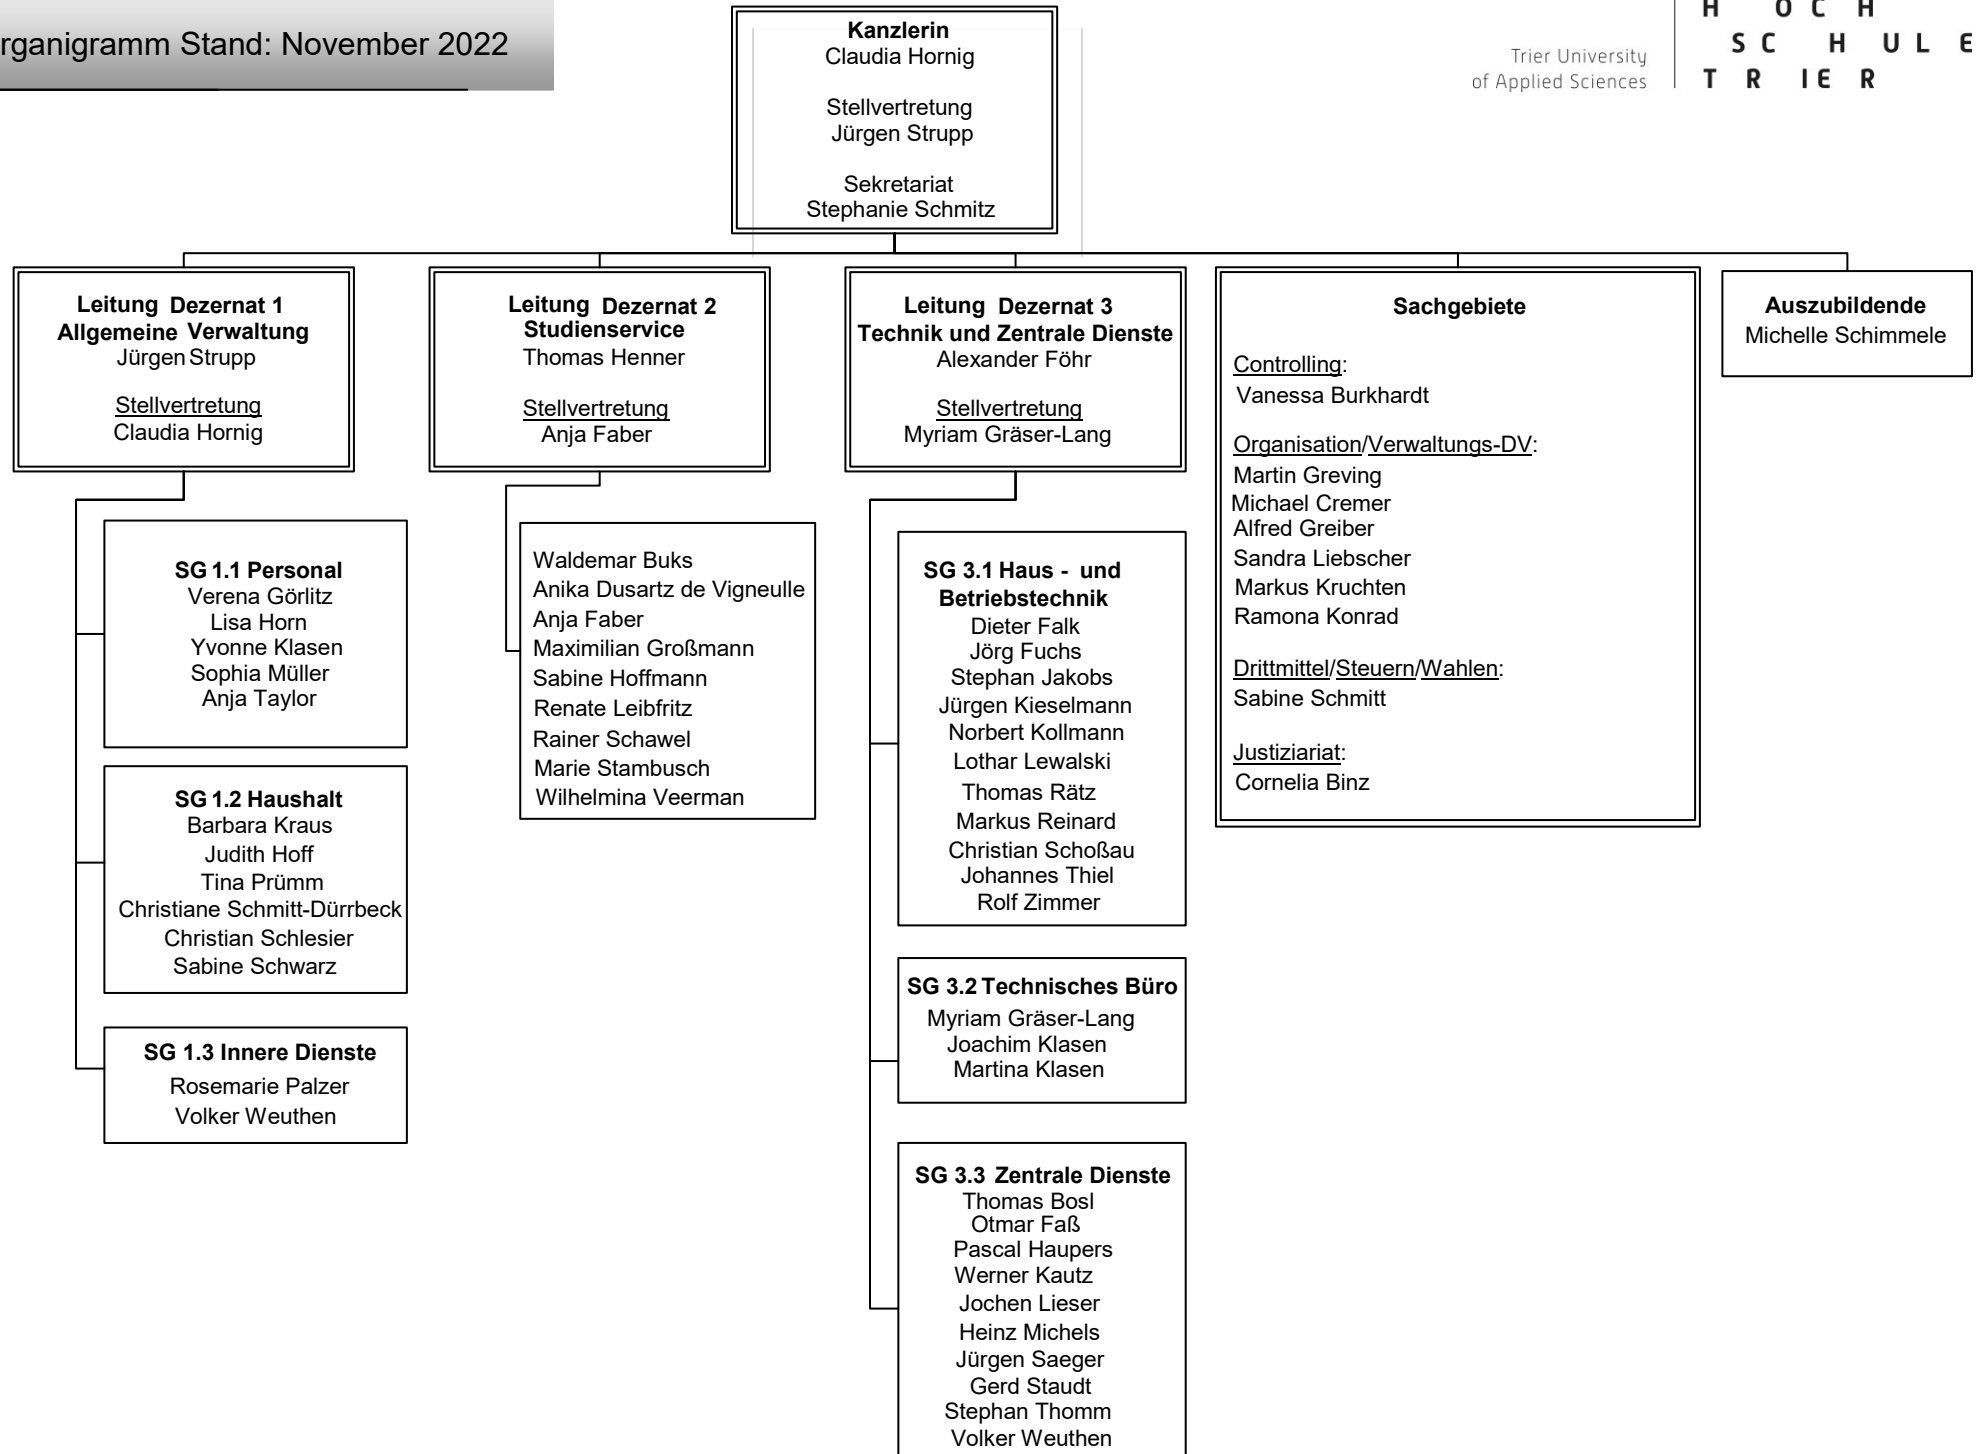 rganigramm Stand: November 2022
Kanzlerin
Claudia Hornig
Stellvertretung
Jürgen Strupp
Sekretariat
Stephanie Schmitz
Trier University
of Applied Sciences
H OCH
SC H UL E
TR IER
Leitung Dezernat 1
Allgemeine Verwaltung
Jürgen Strupp
Stellvertretung
Claudia Hornig
SG 1.1 Personal
Verena Görlitz
Lisa Horn
Yvonne Klasen
Sophia Müller
Anja Taylor
SG 1.2 Haushalt
Barbara Kraus
Judith Hoff
Tina Prümm
Christiane Schmitt-Dürrbeck
Christian Schlesier
Sabine Schwarz
SG 1.3 Innere Dienste
Rosemarie Palzer
Volker Weuthen
Leitung Dezernat 2
Studienservice
Thomas Henner
Stellvertretung
Anja Faber
Waldemar Buks
Anika Dusartz de Vigneulle
Anja Faber
Maximilian Großmann
Sabine Hoffmann
Renate Leibfritz
Rainer Schawel
Marie Stambusch
Wilhelmina Veerman
Leitung Dezernat 3
Technik und Zentrale Dienste
Alexander Föhr
Stellvertretung
Myriam Gräser-Lang
SG 3.1 Haus - und
Betriebstechnik
Dieter Falk
Jörg Fuchs
Stephan Jakobs
Jürgen Kieselmann
Norbert Kollmann
Lothar Lewalski
Thomas Rätz
Markus Reinard
Christian Schoßau
Johannes Thiel
Rolf Zimmer
SG 3.2 Technisches Büro
Myriam Gräser-Lang
Joachim Klasen
Martina Klasen
SG 3.3 Zentrale Dienste
Thomas Bosl
Otmar Faß
Pascal Haupers
Werner Kautz
Jochen Lieser
Heinz Michels
Jürgen Saeger
Gerd Staudt
Stephan Thomm
Volker Weuthen
Sachgebiete
Controlling:
Vanessa Burkhardt
Organisation/Verwaltungs-DV:
Martin Greving
Michael Cremer
Alfred Greiber
Sandra Liebscher
Markus Kruchten
Ramona Konrad
Drittmittel/Steuern/Wahlen:
Sabine Schmitt
Justiziariat:
Cornelia Binz
Auszubildende
Michelle Schimmele